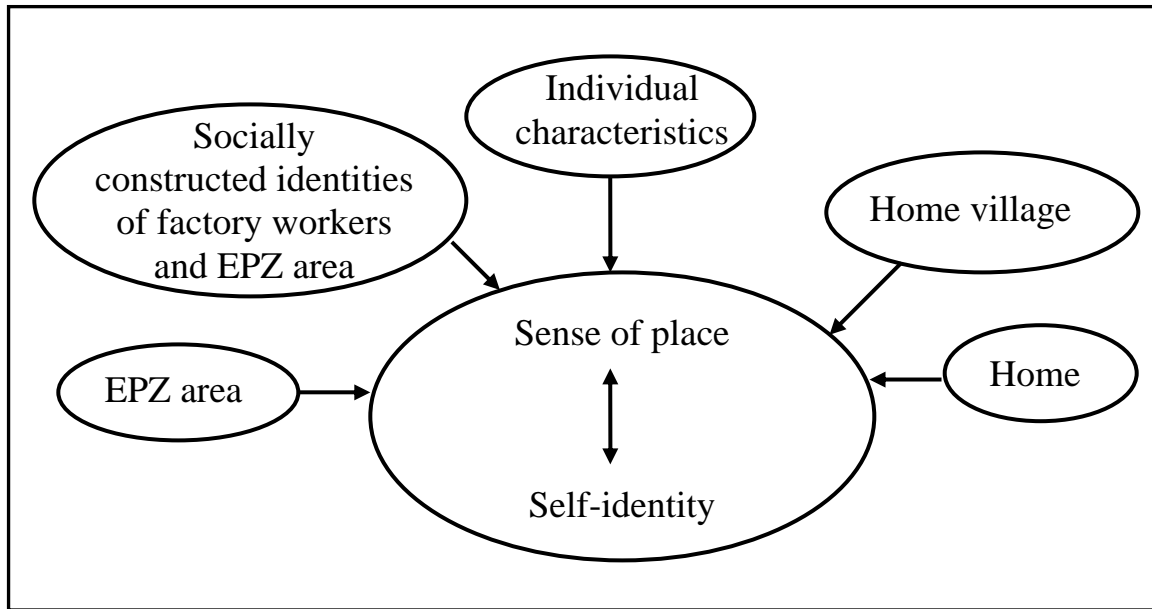 Individual
characteristics
Socially
constructed identities
of factory workers
and EPZ area
Home village
Sense of place
Home
EPZ area
Self-identity